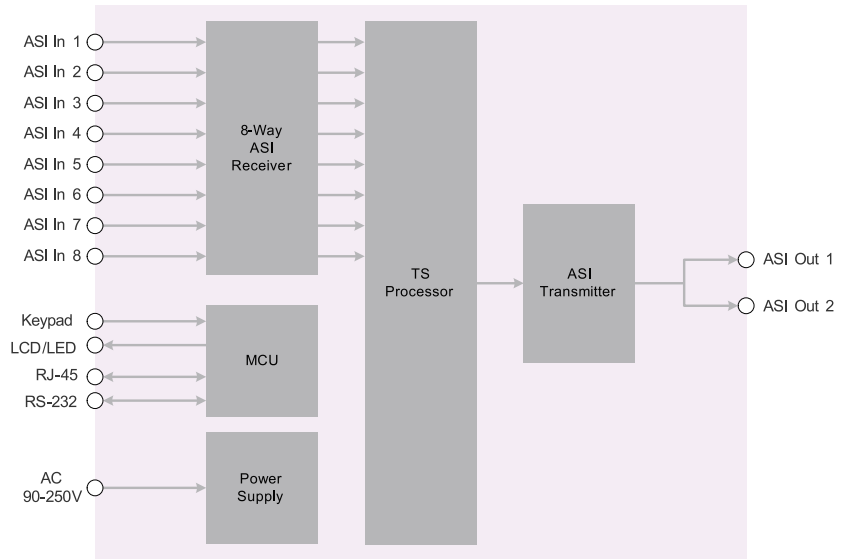 ASI In 1
ASI In 2
ASI In 3
ASI In 4
ASI In 5
ASI In 6
ASI In 7
ASI In 8
8-Way
ASI
Receiver
TS
Processor
ASI
Transmitter
ASI Out 1
ASI Out 2
Keypad
LCD/LED
RJ-45
RS-232
MCU
AC
90-250V
Power
Supply